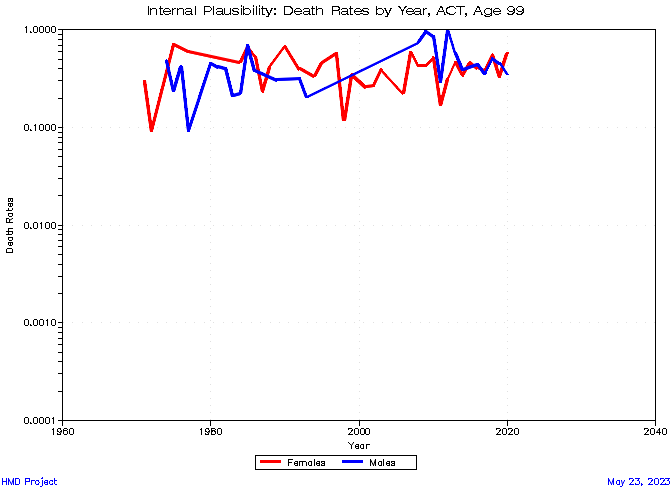 Internal Plausibility: Death Rates by Year, ACT, Age 99
1.0000
0.1000
0.0100
0.0010
0.0001
Death Rates
1960
1980
2000
2020
2040
Year
Females
Males
HMD Project
May 23, 2023